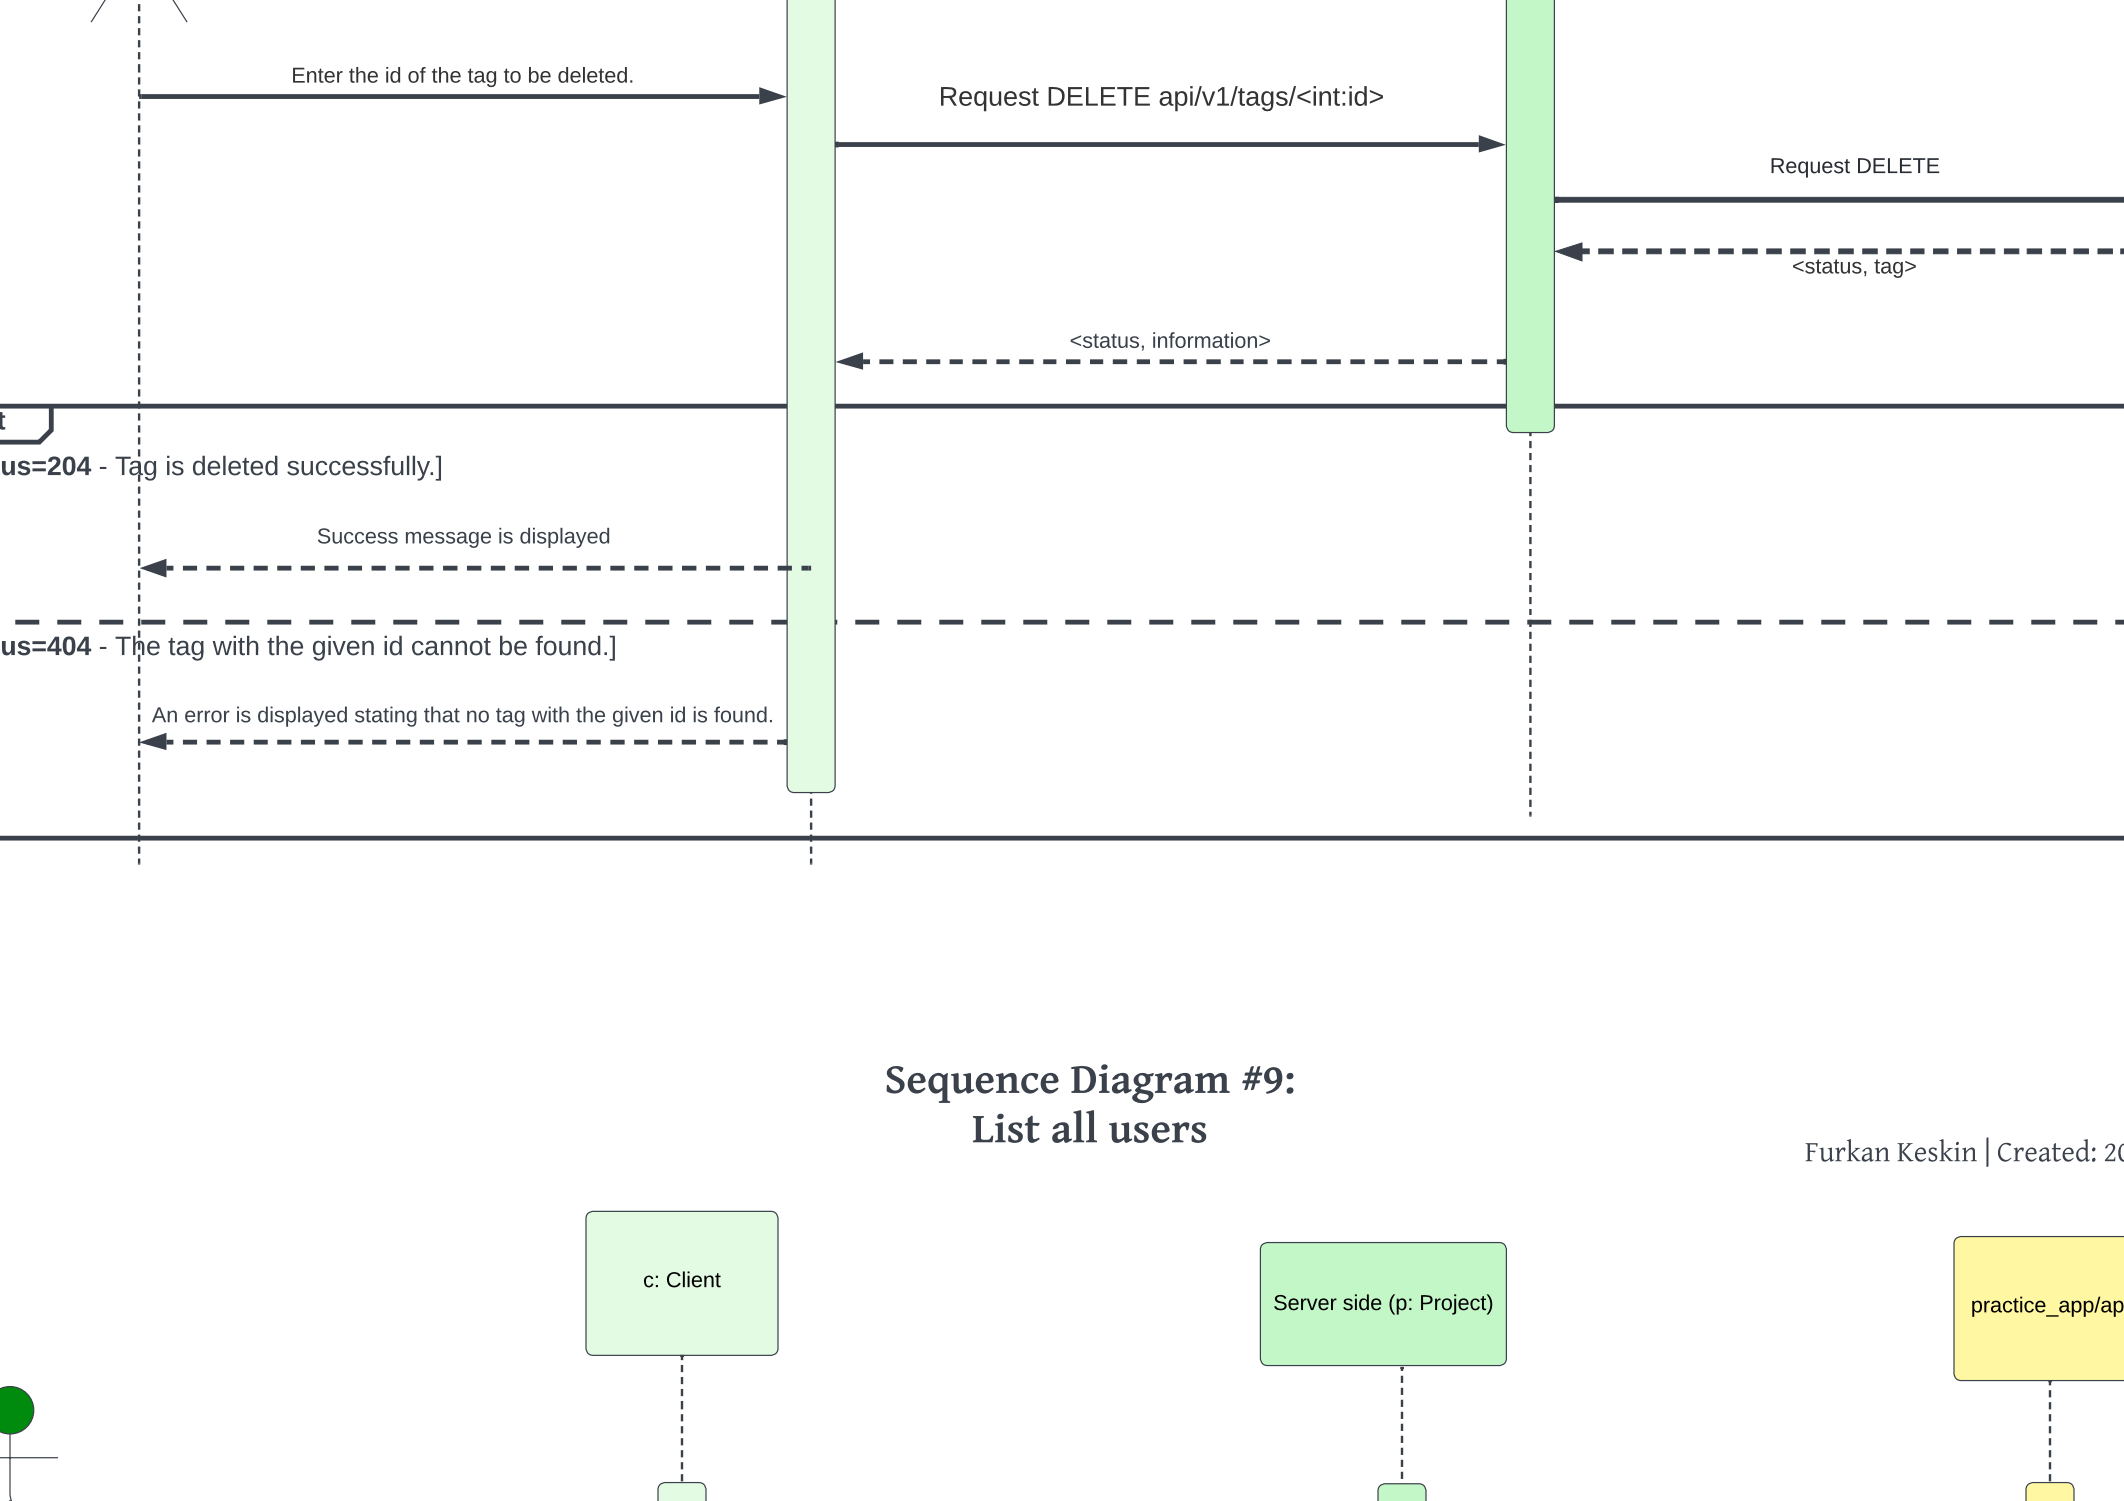 Enter the id of the tag to be deleted.
Request DELETE api/v1/tags/<int:id>
Request DELETE
<status, tag>
<status, information>
t
us=204 - Tag is deleted successfully.]
Success message is displayed
us=404 - The tag with the given id cannot be found.]
An error is displayed stating that no tag with the given id is found.
Sequence Diagram #9:
List all users
Furkan Keskin | Created: 20
c: Client
Server side (p: Project)
practice_app/ap